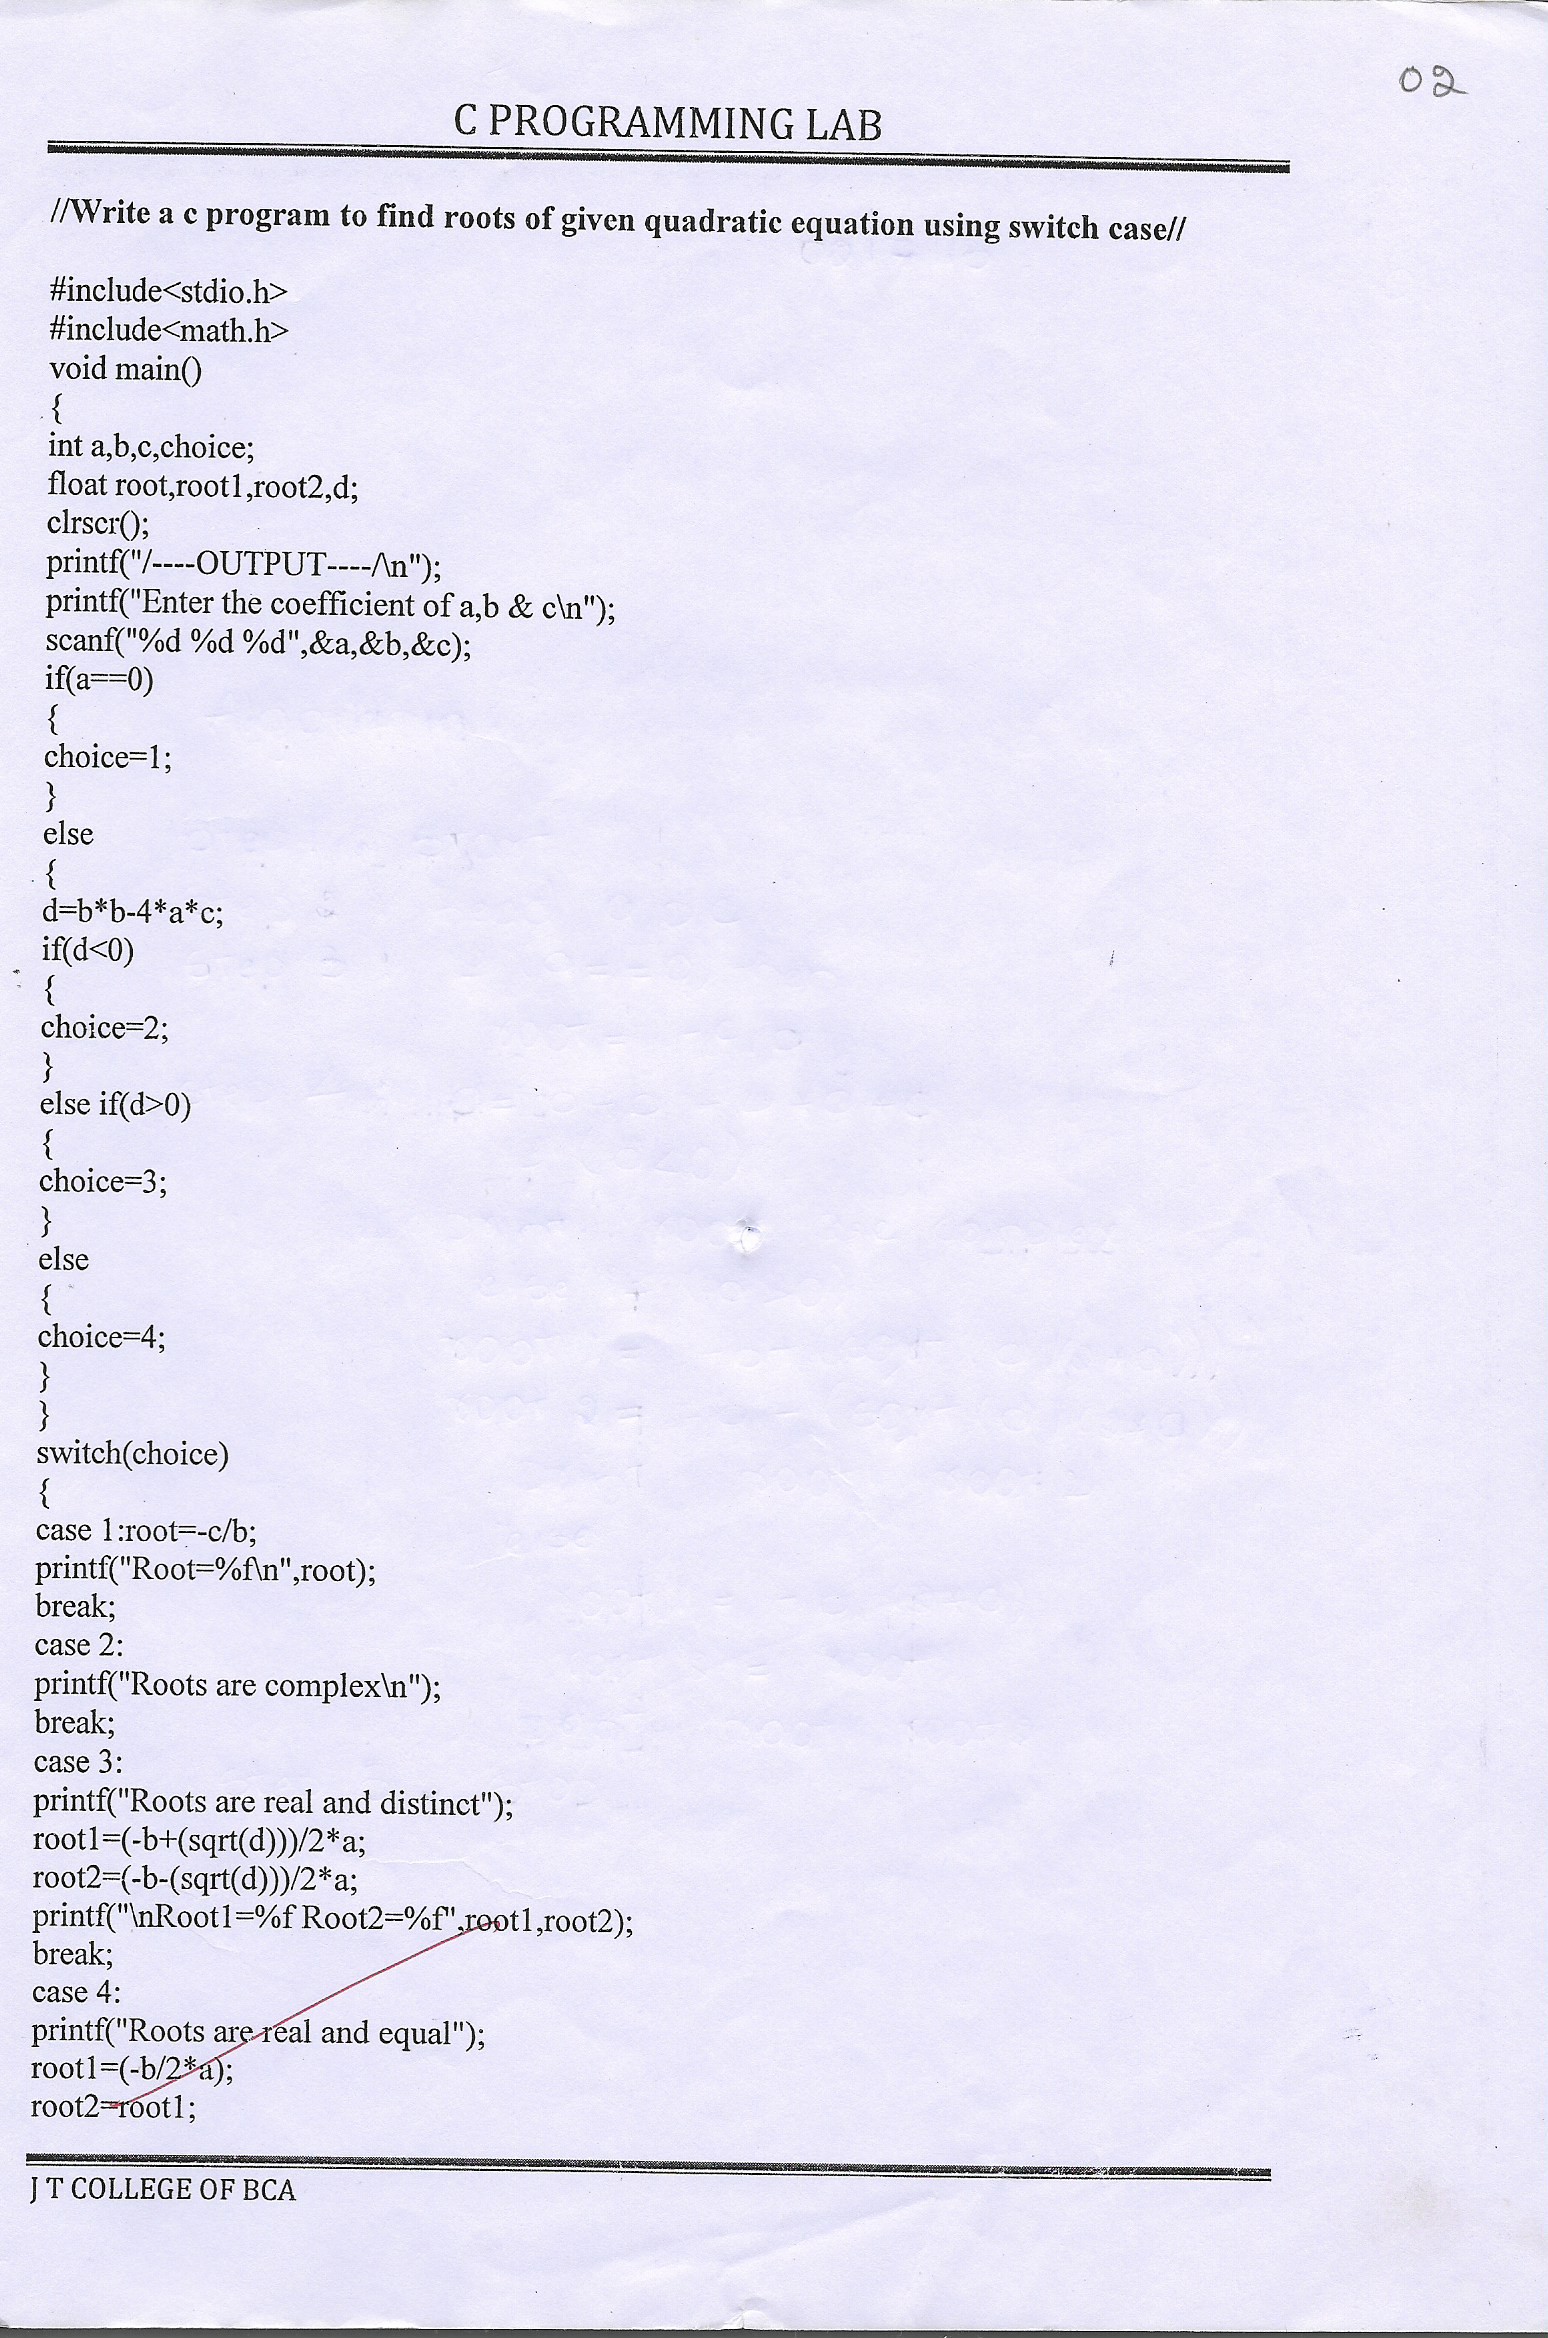 02
C PROGRAMMING LAB
//Write a c program to find roots of given quadratic equation using switch case//
#include<stdio.h>
#include<math.h>
void main()
{
int a,b,c,choice;
float root,root1,root2,d;
clrscr();
printf("/----OUTPUT----/\n");
printf("Enter the coefficient of a,b & c\n");
scanf("%d %d %d",&a,&b,&c);
if(a==0)
{
choice=1;
}
else
{
d=b*b-4*a*c;
if(d<0)
{
choice=2;
}
else if(d>0)
{
choice=3;
}
else
{
choice=4;
}
}
switch(choice)
{
case 1:root=-c/b;
printf("Root=%f\n",root);
break;
case 2:
printf("Roots are complex\n");
break;
case 3:
printf("Roots are real and distinct");
root1=(-b+(sqrt(d)))/2*a;
root2=(-b-(sqrt(d)))/2*a;
printf("\nRoot1=%f Root2=%f",root1,root2);
break;
case 4:
printf("Roots are real and equal");
root1=(-b/2*a);
root2=root1;
J T COLLEGE OF BCA